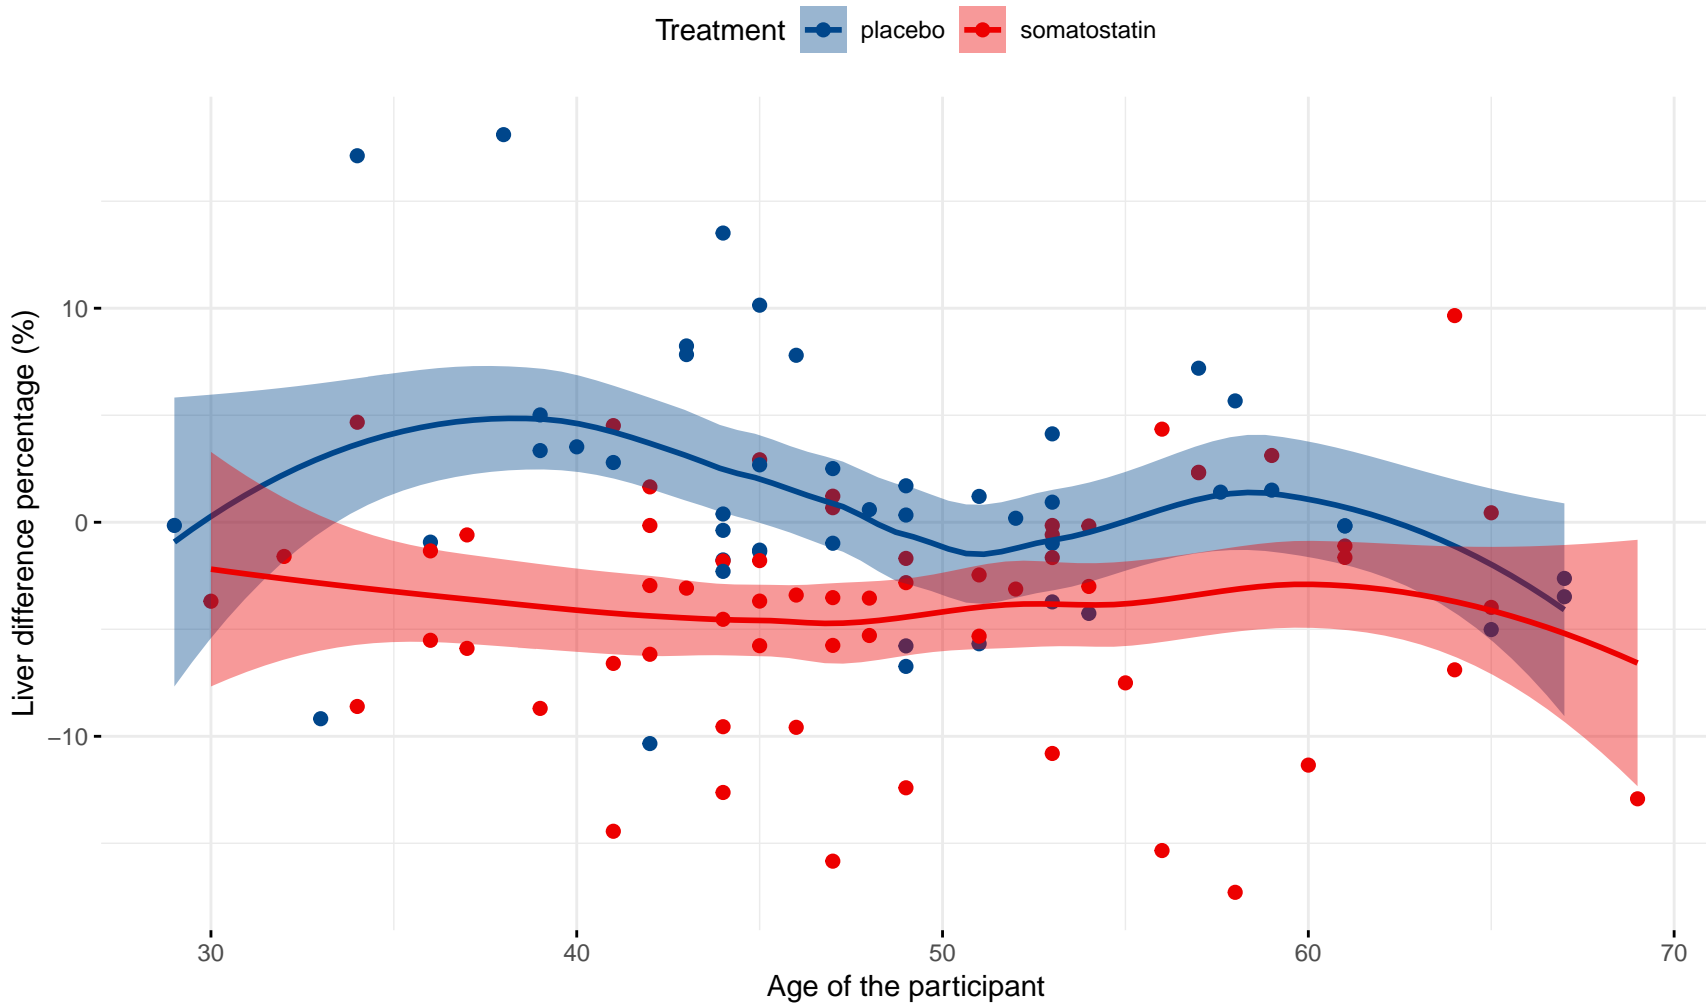 Treatment placebo somatostatin
Liver difference percentage (%)
10
0
−10
30 40 50 60 70
Age of the participant